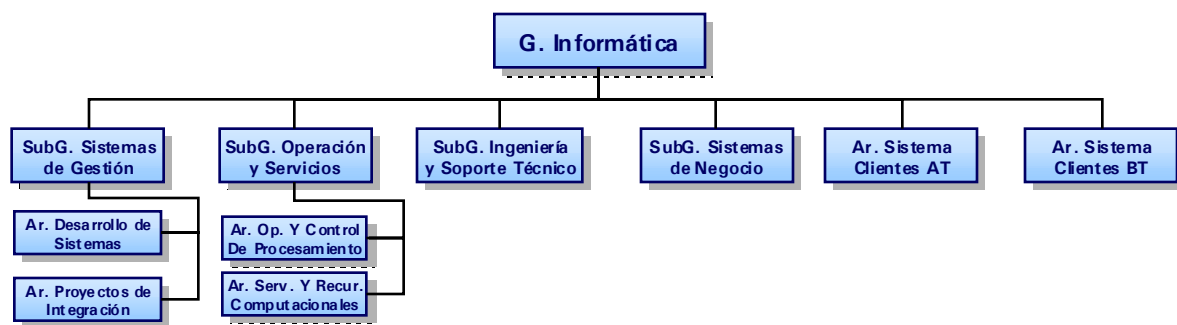 G. Informática
SubG. Sistemas
de Gestión
SubG. Operación
y Servicios
SubG. Ingeniería
y Soporte Técnico
SubG. Sistemas
de Negocio
Ar. Sistema
Clientes AT
Ar. Sistema
Clientes BT
Ar. Desarrollo de
Sistemas
Ar. Proyectos de
Integración
Ar. Op. Y Control
De Procesamiento
Ar. Serv. Y Recur.
Computacionales